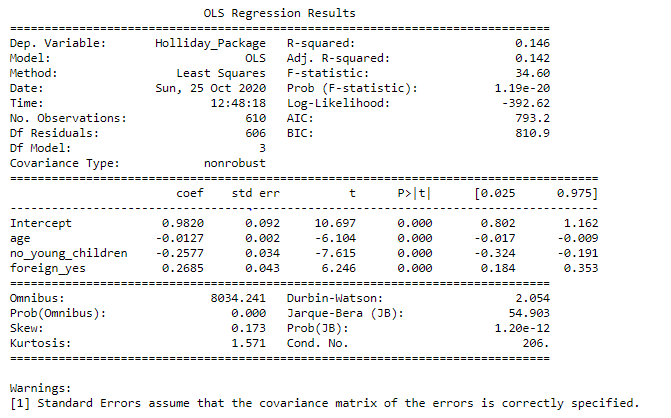 OLS Regression Results
==============================================================================
Dep. Variable:        Holliday_Package   R-squared:                       0.146
Model:                            OLS   Adj. R-squared:                  0.142
Method:                 Least Squares   F-statistic:                     34.60
Date:                Sun, 25 Oct 2020   Prob (F-statistic):           1.19e-20
Time:                        12:48:18   Log-Likelihood:                -392.62
No. Observations:                 610   AIC:                             793.2
Df Residuals:                     606   BIC:                             810.9
Df Model:                           3
Covariance Type:            nonrobust
=====================================================================================
                        coef    std err          t      P>|t|      [0.025      0.975]
-------------------------------------------------------------------------------------
Intercept             0.9820      0.092     10.697      0.000       0.802       1.162
age                  -0.0127      0.002     -6.104      0.000      -0.017      -0.009
no_young_children    -0.2577      0.034     -7.615      0.000      -0.324      -0.191
foreign_yes           0.2685      0.043      6.246      0.000       0.184       0.353
==============================================================================
Omnibus:                     8034.241   Durbin-Watson:                   2.054
Prob(Omnibus):                  0.000   Jarque-Bera (JB):               54.903
Skew:                           0.173   Prob(JB):                     1.20e-12
Kurtosis:                       1.571   Cond. No.                         206.
==============================================================================
Warnings:
[1] Standard Errors assume that the covariance matrix of the errors is correctly specified.